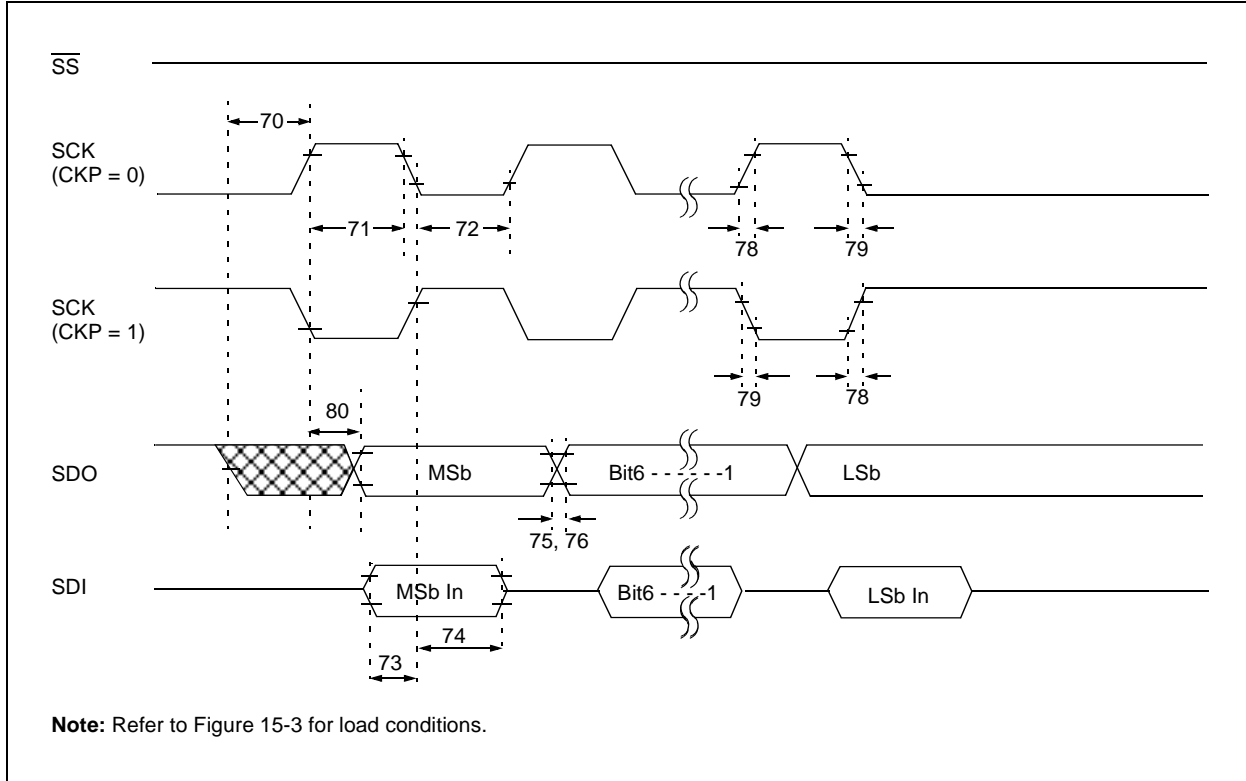 SS
70
SCK
(CKP = 0)
71
72
78
79
SCK
(CKP = 1)
79
78
80
SDO
MSb
Bit6 - - - - - -1
LSb
75, 76
SDI
MSb In
Bit6 - - - -1
LSb In
74
73
Note: Refer to Figure 15-3 for load conditions.